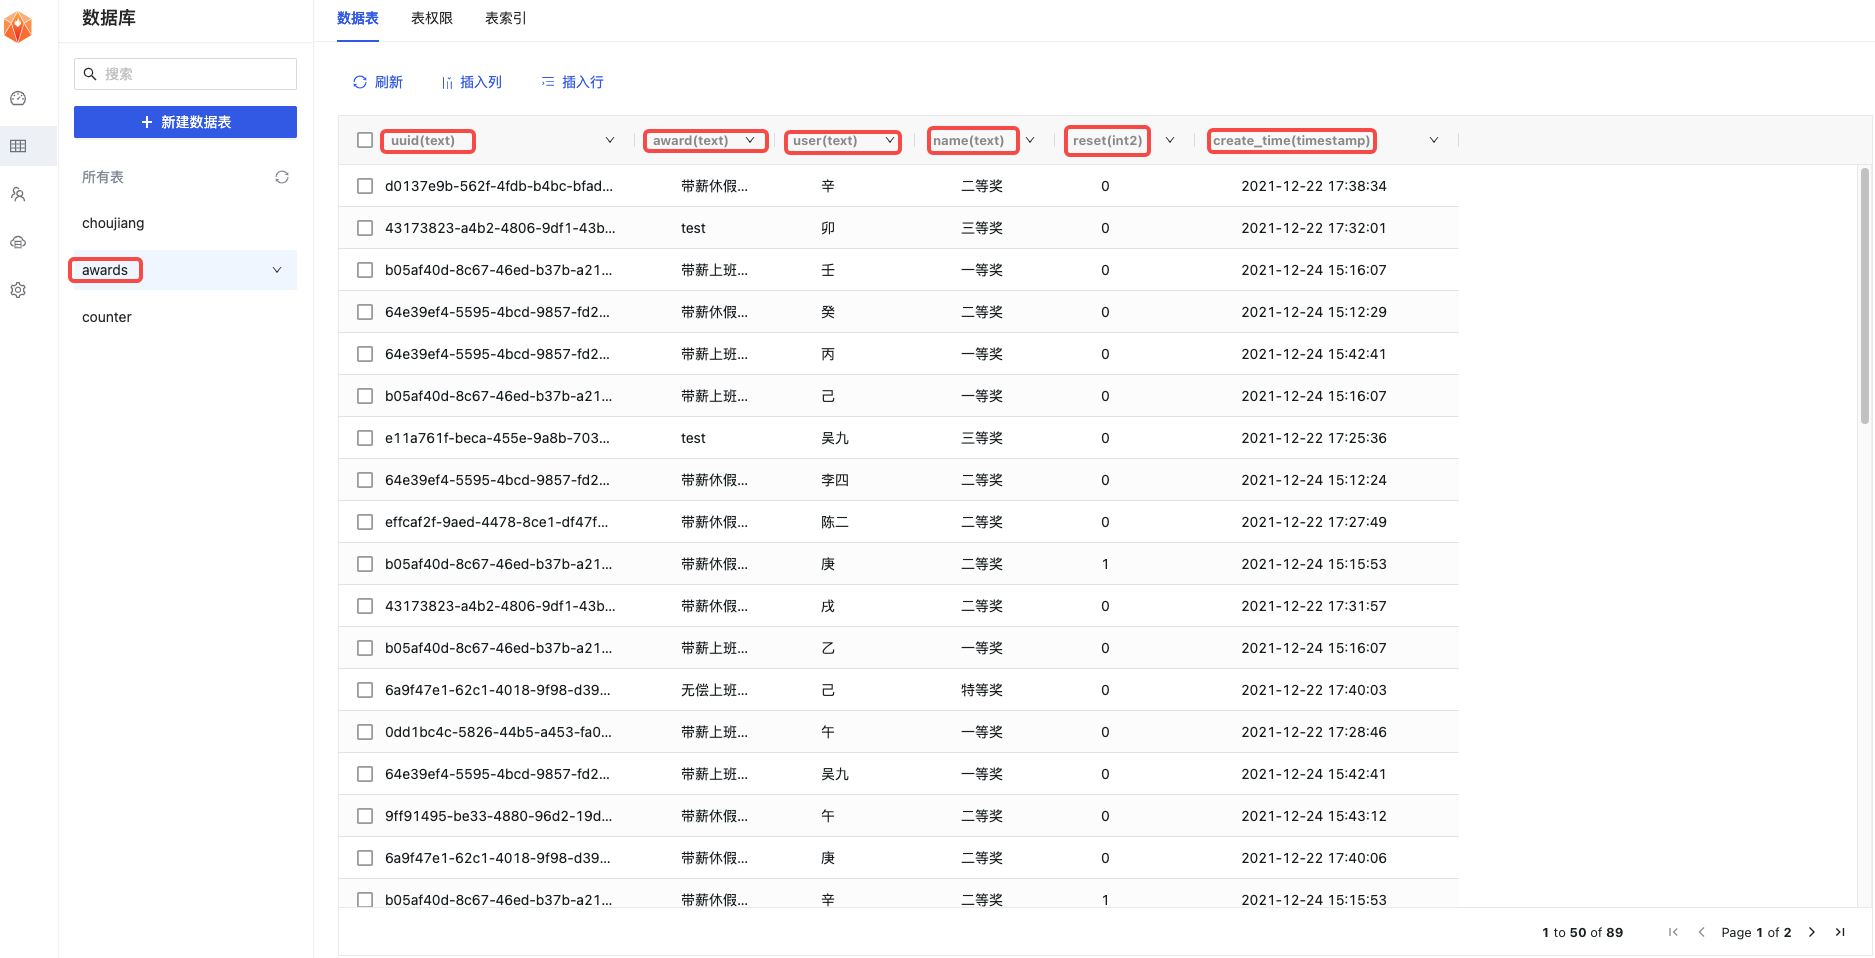 数据库
搜索
新建数据表
所有表
choujiang
awards
counter
数据表 表权限 表索引
刷新 插入列 插入行
uuid(text) award(text) user(text) name(text) reset(int2) create_time(timestamp)
d0137e9b-562f-4fdb-b4bc-bfad... 带薪休假... 辛 二等奖 0 2021-12-22 17:38:34
43173823-a4b2-4806-9df1-43b... test 卯 三等奖 0 2021-12-22 17:32:01
b05af40d-8c67-46ed-b37b-a21... 带薪上班... 壬 一等奖 0 2021-12-24 15:16:07
64e39ef4-5595-4bcd-9857-fd2... 带薪休假... 癸 二等奖 0 2021-12-24 15:12:29
64e39ef4-5595-4bcd-9857-fd2... 带薪上班... 丙 一等奖 0 2021-12-24 15:42:41
b05af40d-8c67-46ed-b37b-a21... 带薪上班... 己 一等奖 0 2021-12-24 15:16:07
e11a761f-beca-455e-9a8b-703... test 吴九 三等奖 0 2021-12-22 17:25:36
64e39ef4-5595-4bcd-9857-fd2... 带薪休假... 李四 二等奖 0 2021-12-24 15:12:24
effcaf2f-9aed-4478-8ce1-df47f... 带薪休假... 陈二 二等奖 0 2021-12-22 17:27:49
b05af40d-8c67-46ed-b37b-a21... 带薪休假... 庚 二等奖 1 2021-12-24 15:15:53
43173823-a4b2-4806-9df1-43b... 带薪休假... 戌 二等奖 0 2021-12-22 17:31:57
b05af40d-8c67-46ed-b37b-a21... 带薪上班... 乙 一等奖 0 2021-12-24 15:16:07
6a9f47e1-62c1-4018-9f98-d39... 无偿上班... 己 特等奖 0 2021-12-22 17:40:03
0dd1bc4c-5826-44b5-a453-fa0... 带薪上班... 午 一等奖 0 2021-12-22 17:28:46
64e39ef4-5595-4bcd-9857-fd2... 带薪上班... 吴九 一等奖 0 2021-12-24 15:42:41
9ff91495-be33-4880-96d2-19d... 带薪休假... 午 二等奖 0 2021-12-24 15:43:12
6a9f47e1-62c1-4018-9f98-d39... 带薪休假... 庚 二等奖 0 2021-12-22 17:40:06
b05af40d-8c67-46ed-b37b-a21... 带薪休假... 辛 二等奖 1 2021-12-24 15:15:53
1 to 50 of 89 Page 1 of 2